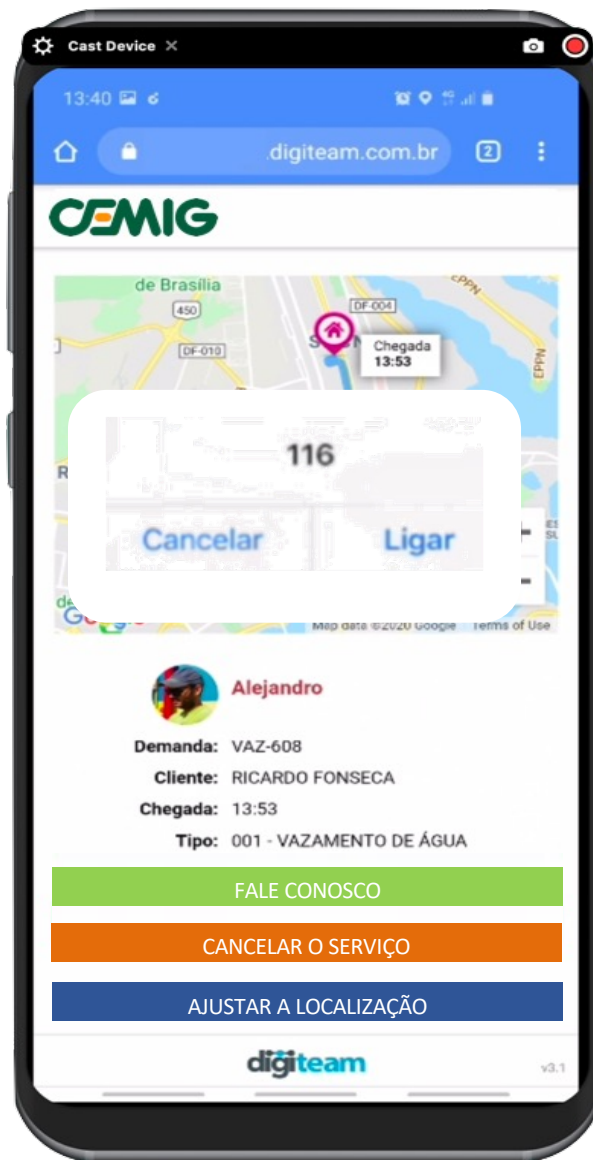 Cast Device
13:40
.digiteam.com.br
2
CEMIG
de Brasília
450
DF-004
DF-010
EPPN
Chegada
13:53
EPPN
R
116
Cancelar
Ligar
+
-
Map data ©2020 Google
Terms of Use
Alejandro
Demanda: VAZ-608
Cliente: RICARDO FONSECA
Chegada: 13:53
Tipo: 001 - VAZAMENTO DE ÁGUA
FALE CONOSCO
CANCELAR O SERVIÇO
AJUSTAR A LOCALIZAÇÃO
digiteam
v3.1